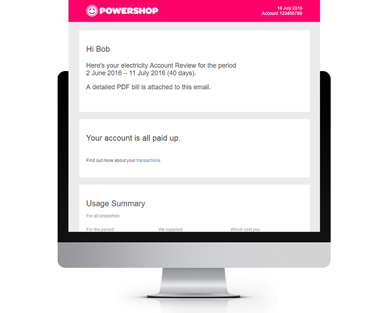 POWERSHOP
18 July 2016
Account 123456789
Hi Bob
Here's your electricity Account Review for the period
2 June 2016 – 11 July 2016 (40 days).
A detailed PDF bill is attached to this email.
Your account is all paid up.
Find out more about your transactions.
Usage Summary
For all properties
For the period
We supplied
Which cost you